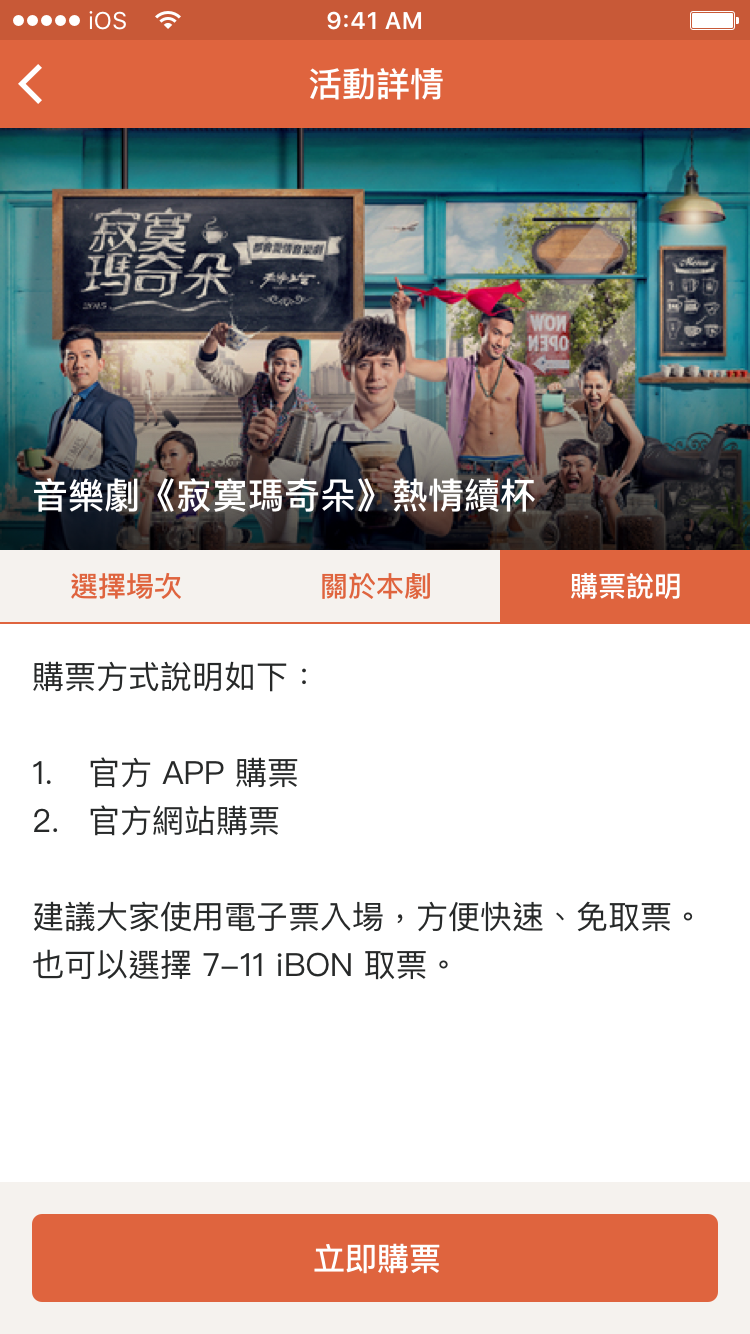 iOS
9:41 AM
活動詳情
寂寞
瑪奇朵
都會愛情音樂劇
2015
Menu
NOW
OPEN
音樂劇《寂寞瑪奇朵》熱情續杯
選擇場次
關於本劇
購票說明
購票方式說明如下：
1. 官方 APP 購票
2. 官方網站購票
建議大家使用電子票入場，方便快速、免取票。
也可以選擇 7–11 iBON 取票。
立即購票